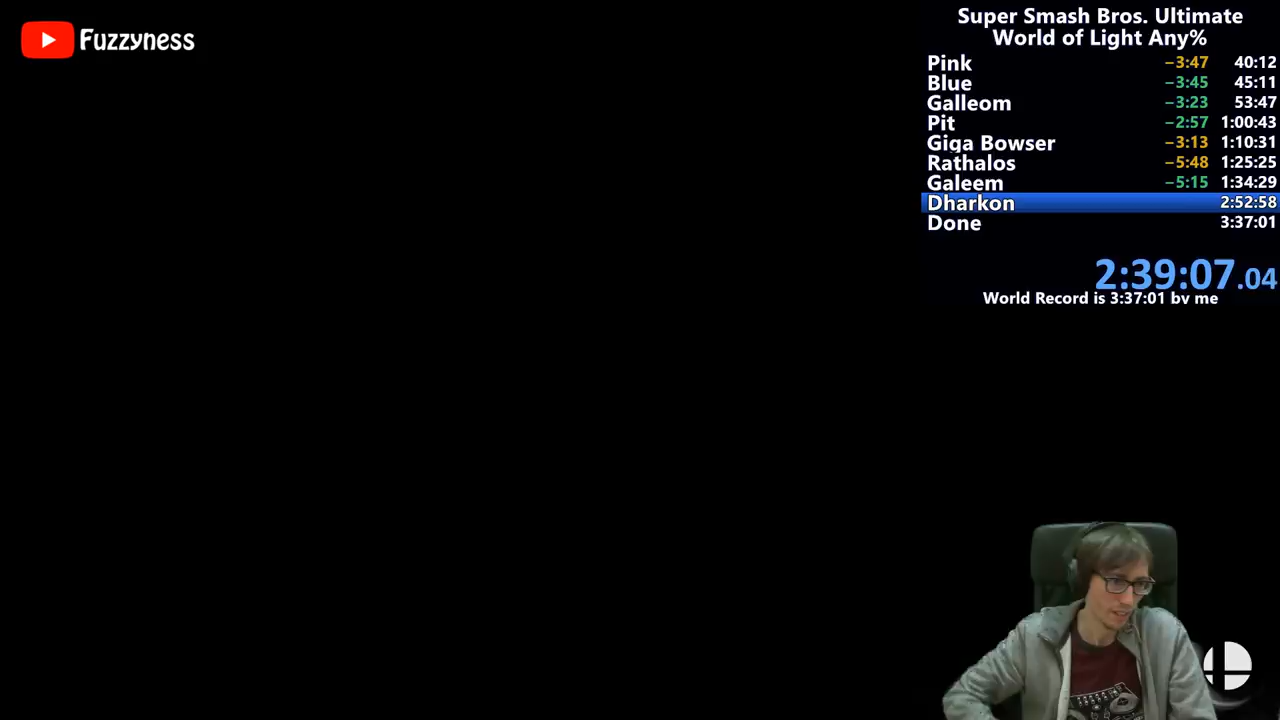 Fuzzyness
Super Smash Bros. Ultimate
World of Light Any%
Pink −3:47 40:12
Blue −3:45 45:11
Galleom −3:23 53:47
Pit −2:57 1:00:43
Giga Bowser −3:13 1:10:31
Rathalos −5:48 1:25:25
Galeem −5:15 1:34:29
Dharkon 2:52:58
Done 3:37:01
2:39:07.04
World Record is 3:37:01 by me